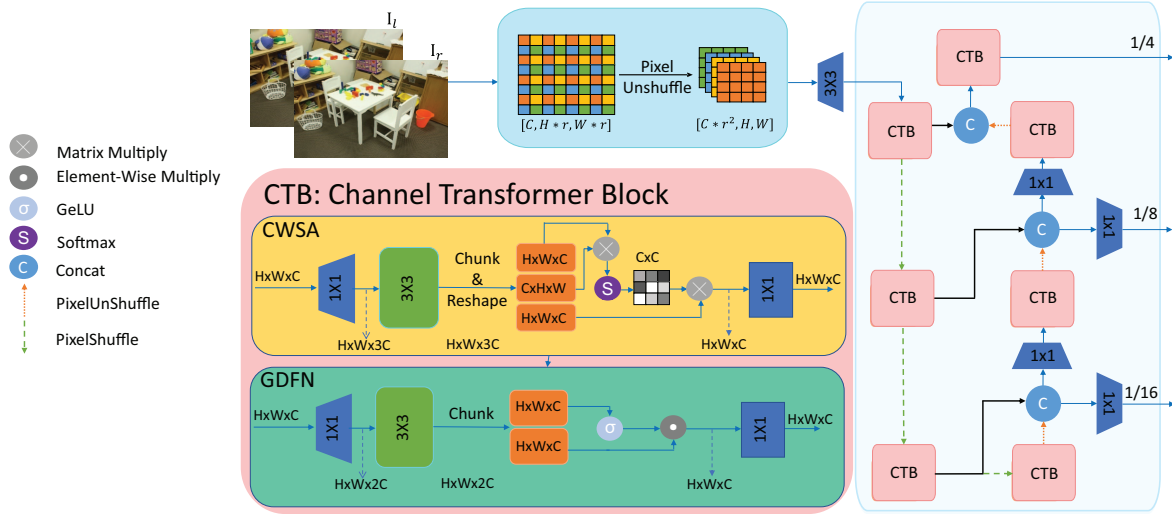 I_l
I_r
[C, H * r, W * r]
Pixel
Unshuffle
[C * r², H, W]
3X3
CTB
1/4
CTB
C
CTB
1x1
C
1x1
1/8
CTB
CTB
1x1
C
1x1
1/16
CTB
CTB
Matrix Multiply
Element-Wise Multiply
σ
GeLU
S
Softmax
C
Concat
PixelUnShuffle
PixelShuffle
CTB: Channel Transformer Block
CWSA
HxWxC
1X1
HxWx3C
3X3
Chunk
&
Reshape
HxWx3C
HxWxC
CxHxW
HxWxC
S
CxC
HxWxC
1X1
HxWxC
GDFN
HxWxC
1X1
HxWx2C
3X3
Chunk
HxWx2C
HxWxC
HxWxC
σ
HxWxC
1X1
HxWxC